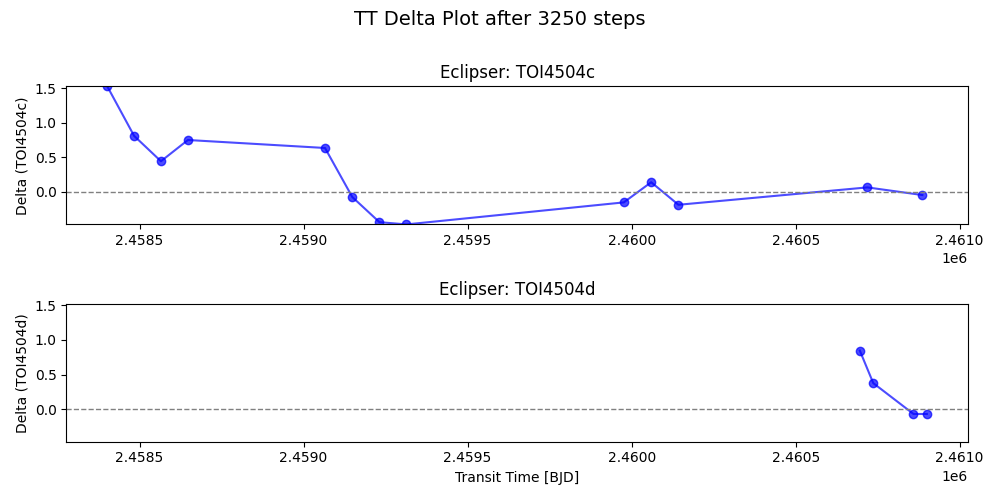 TT Delta Plot after 3250 steps
Eclipser: TOI4504c
Delta (TOI4504c)
1.5
1.0
0.5
0.0
2.4585 2.4590 2.4595 2.4600 2.4605 2.4610
1e6
Eclipser: TOI4504d
Delta (TOI4504d)
1.5
1.0
0.5
0.0
2.4585 2.4590 2.4595 2.4600 2.4605 2.4610
1e6
Transit Time [BJD]